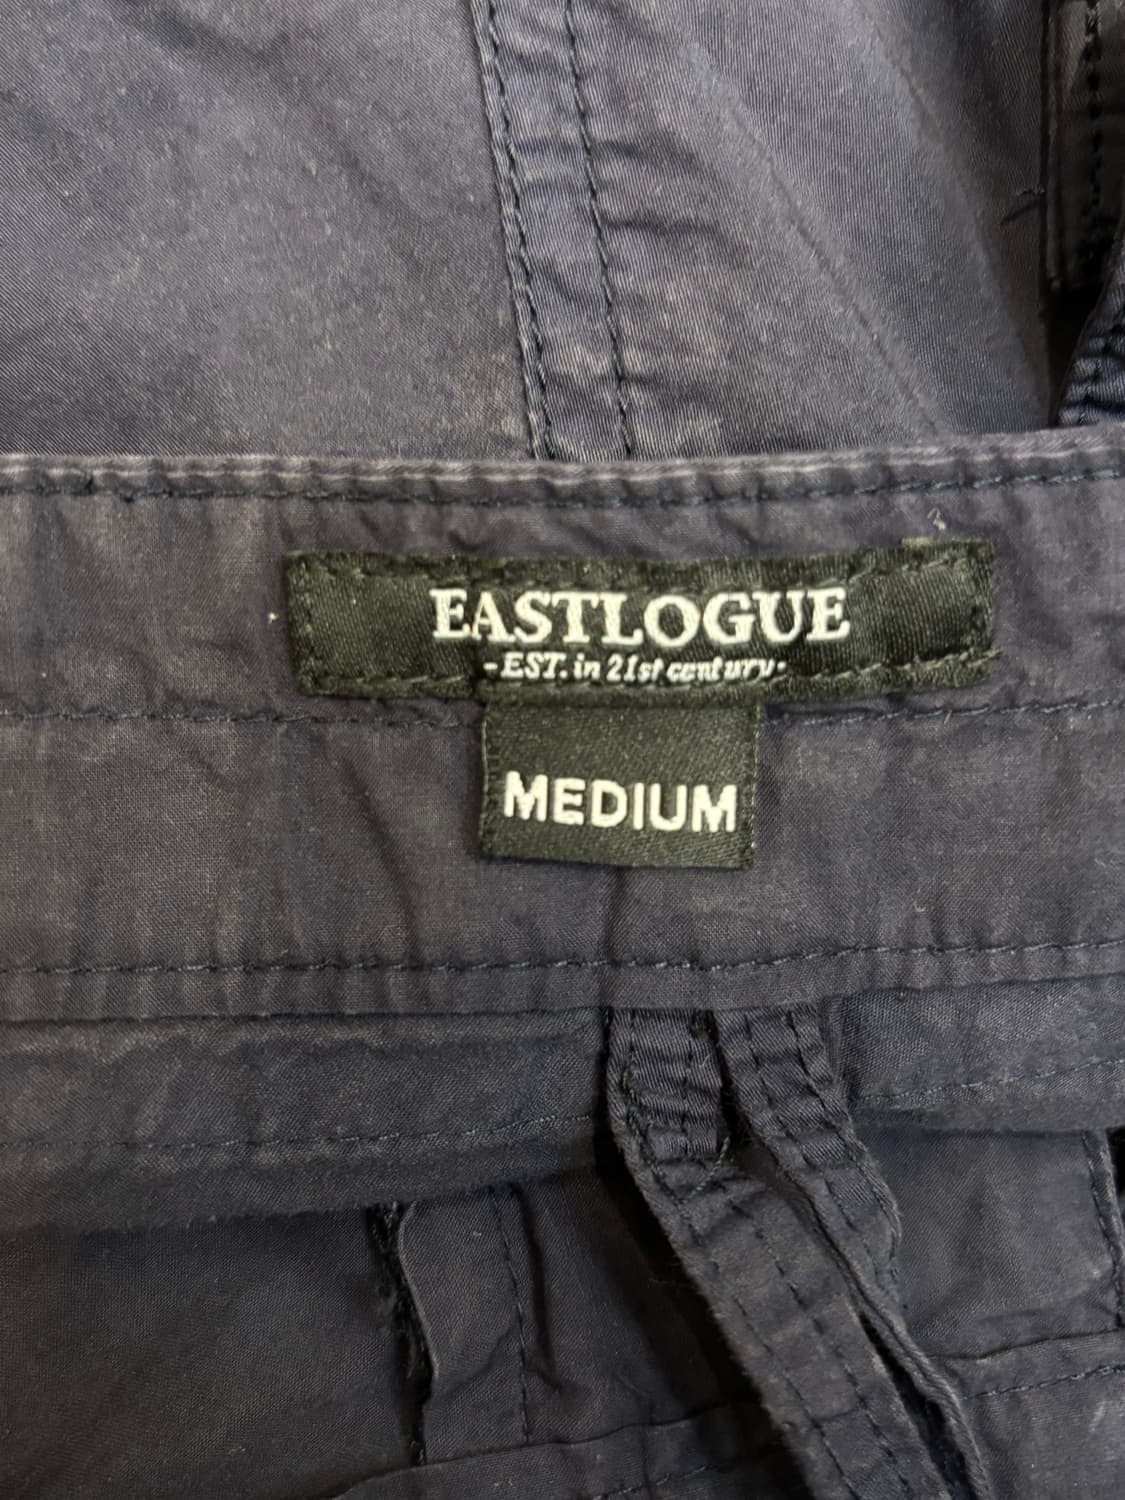 EASTLOGUE
-EST. in 21st century-
MEDIUM